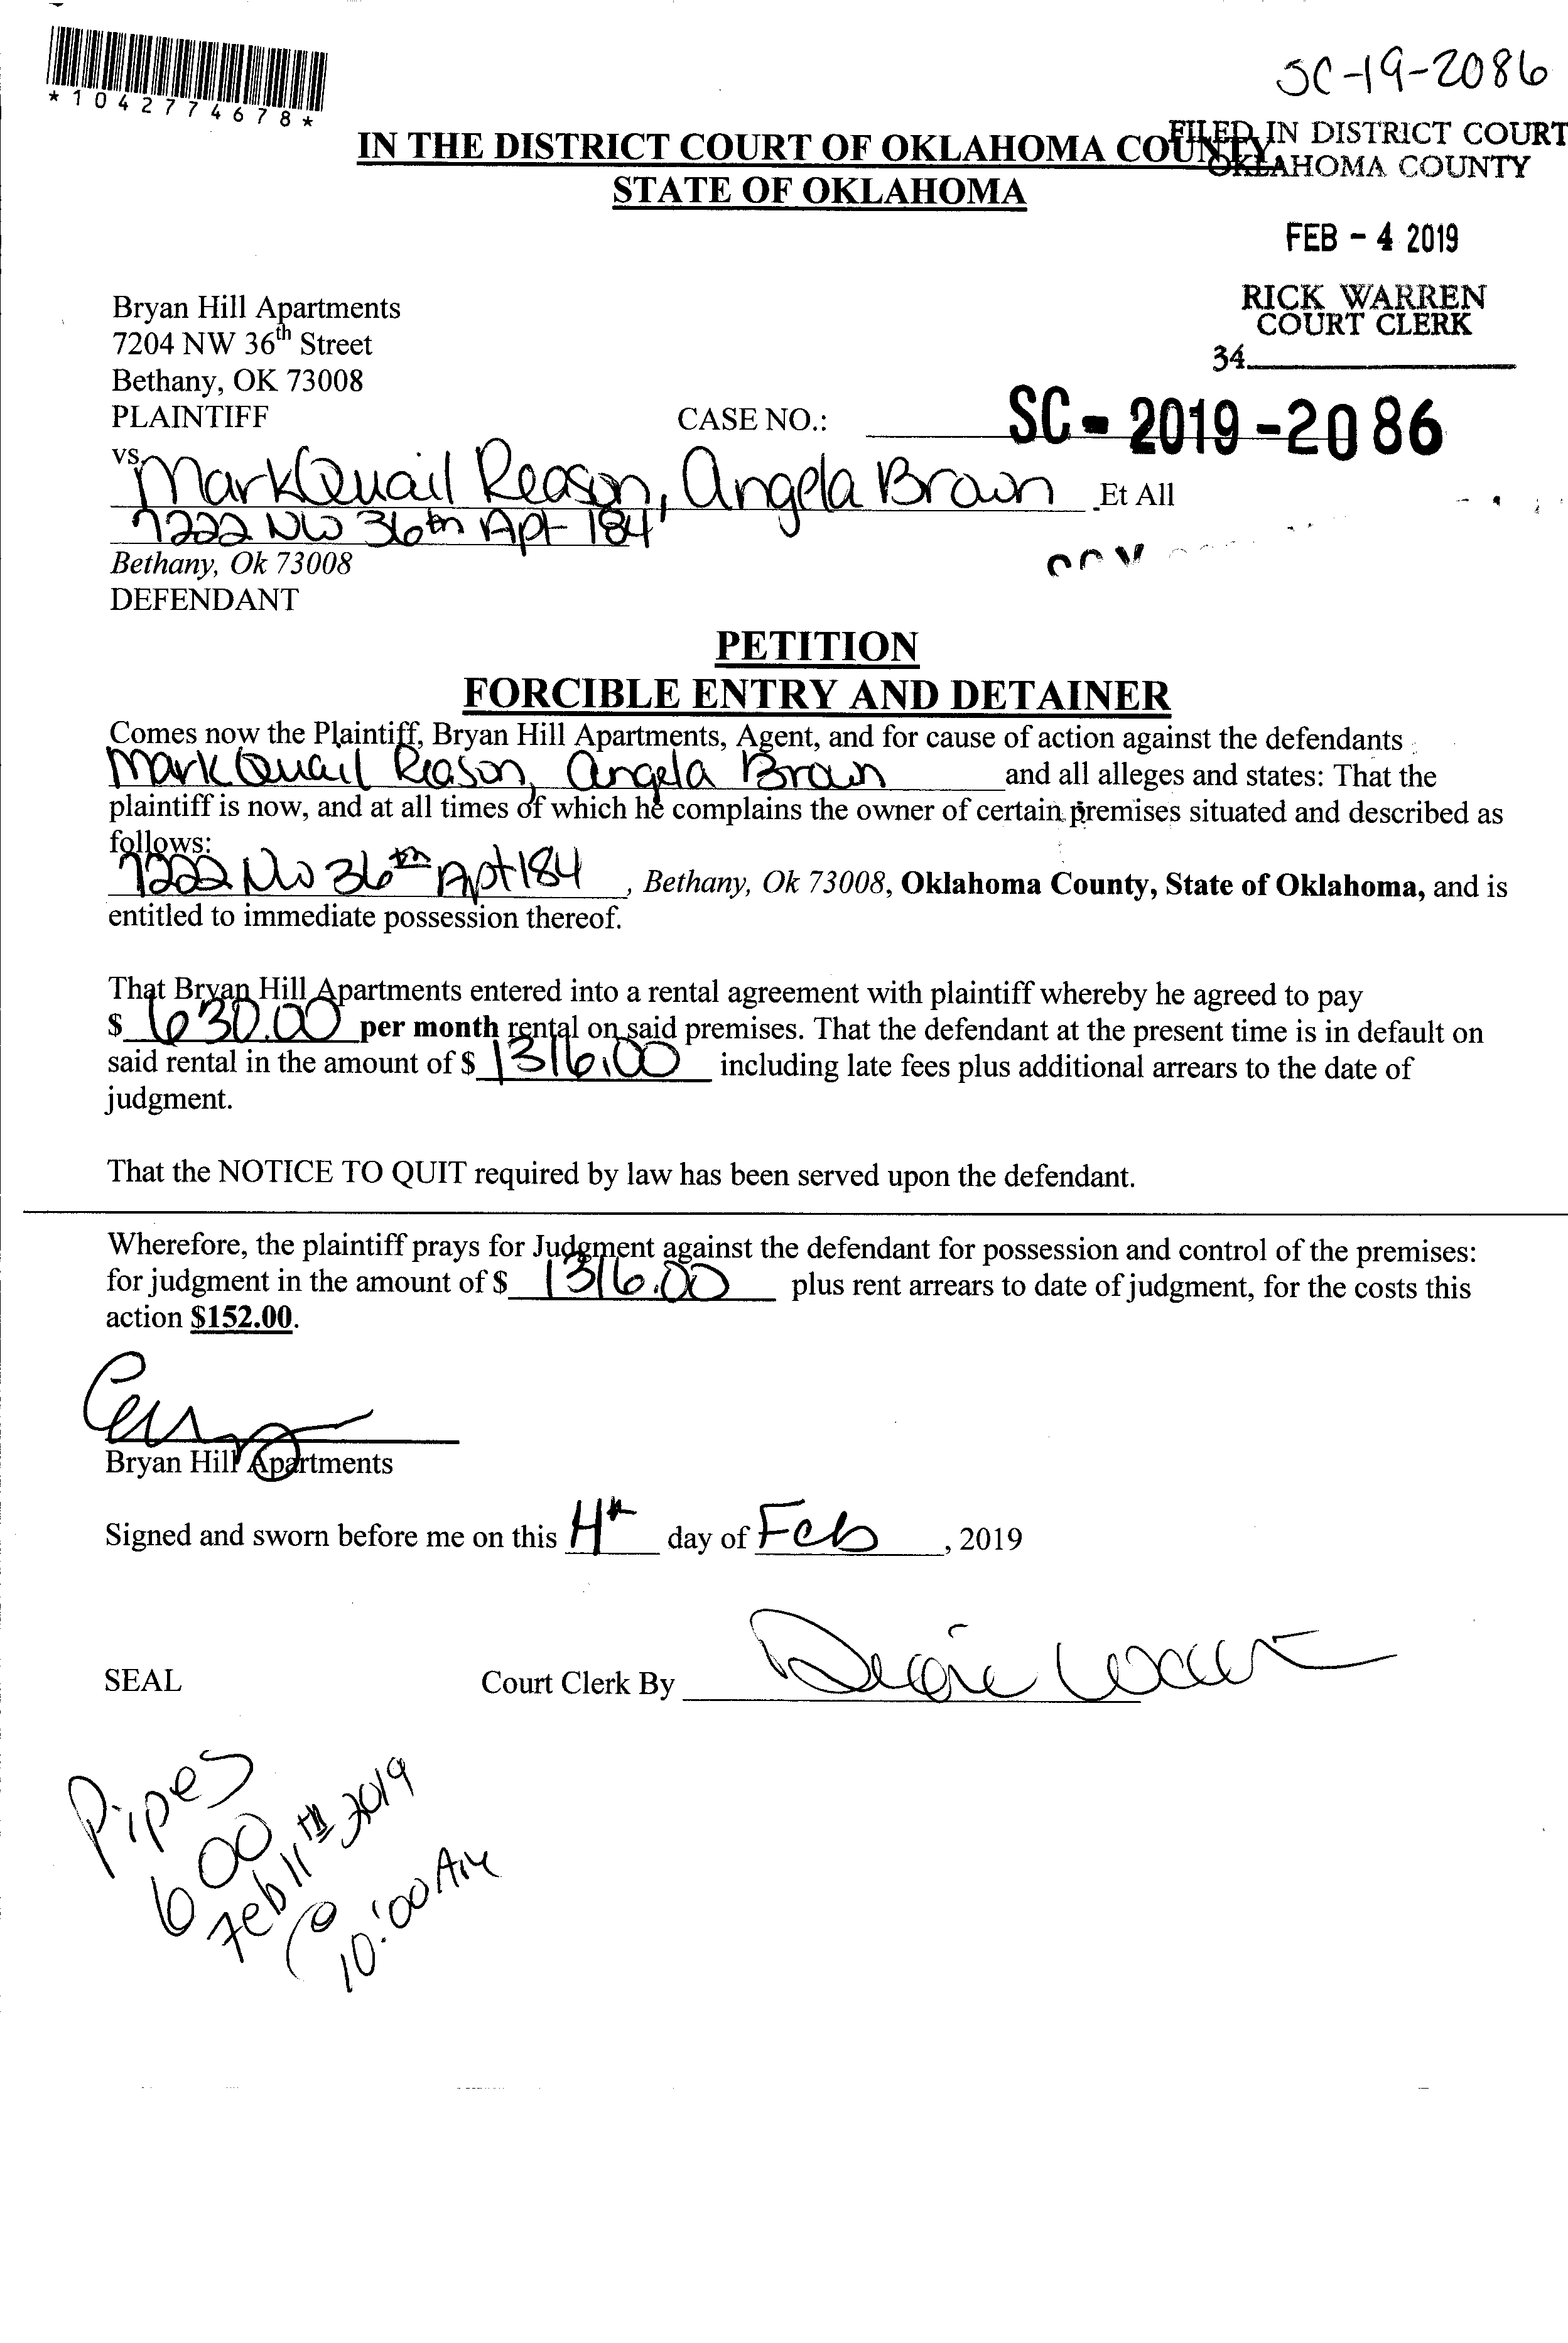 *1042774678*
SC-19-2086
IN THE DISTRICT COURT OF OKLAHOMA COUNTY
STATE OF OKLAHOMA
FILED IN DISTRICT COURT
OKLAHOMA COUNTY
FEB - 4 2019
RICK WARREN
COURT CLERK
34
Bryan Hill Apartments
7204 NW 36th Street
Bethany, OK 73008
PLAINTIFF
CASE NO.: SC-2019-2086
vs.
MarkQuail Reason, Angela Brown Et All
7222 NW 36th Apt 184
Bethany, Ok 73008
DEFENDANT
PETITION
FORCIBLE ENTRY AND DETAINER
Comes now the Plaintiff, Bryan Hill Apartments, Agent, and for cause of action against the defendants
MarkQuail Reason, Angela Brown and all alleges and states: That the
plaintiff is now, and at all times of which he complains the owner of certain premises situated and described as
follows:
7222 NW 36th Apt 184, Bethany, Ok 73008, Oklahoma County, State of Oklahoma, and is
entitled to immediate possession thereof.
That Bryan Hill Apartments entered into a rental agreement with plaintiff whereby he agreed to pay
$ 630.00 per month rental on said premises. That the defendant at the present time is in default on
said rental in the amount of $ 1316.00 including late fees plus additional arrears to the date of
judgment.
That the NOTICE TO QUIT required by law has been served upon the defendant.
Wherefore, the plaintiff prays for Judgment against the defendant for possession and control of the premises:
for judgment in the amount of $ 1316.00 plus rent arrears to date of judgment, for the costs this
action $152.00.
Bryan Hill Apartments
Signed and sworn before me on this 4th day of Feb, 2019
SEAL
Court Clerk By
Pipes
600
Feb 11th 2019
@
10:00 AM